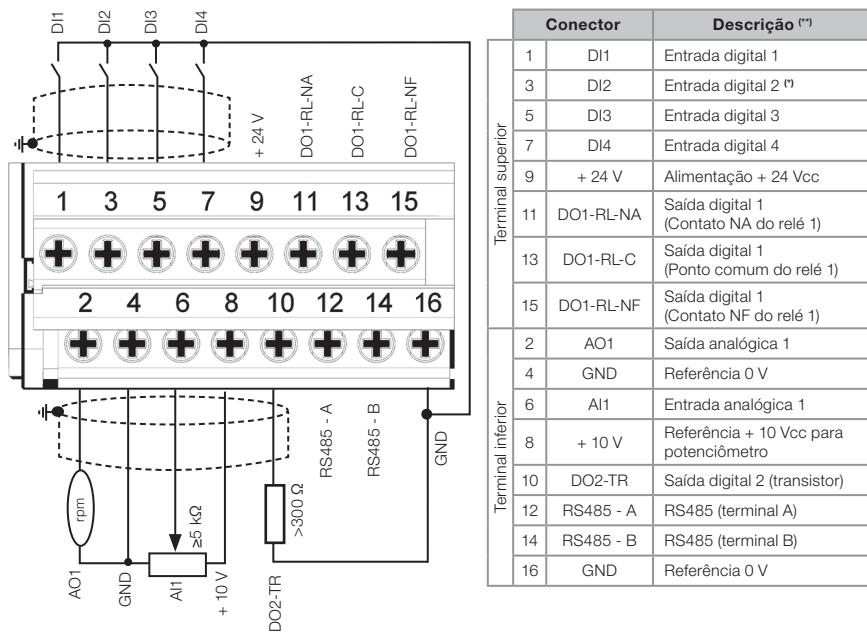 DI1
DI2
DI3
DI4
+ 24 V
DO1-RL-NA
DO1-RL-C
DO1-RL-NF
1 3 5 7 9 11 13 15
2 4 6 8 10 12 14 16
RS485 - A
RS485 - B
GND
rpm
≥5 kΩ
>300 Ω
AO1
GND
AI1
+ 10 V
DO2-TR
Conector Descrição (**)
Terminal superior
1 DI1 Entrada digital 1
3 DI2 Entrada digital 2 (*)
5 DI3 Entrada digital 3
7 DI4 Entrada digital 4
9 + 24 V Alimentação + 24 Vcc
11 DO1-RL-NA Saída digital 1
(Contato NA do relé 1)
13 DO1-RL-C Saída digital 1
(Ponto comum do relé 1)
15 DO1-RL-NF Saída digital 1
(Contato NF do relé 1)
Terminal inferior
2 AO1 Saída analógica 1
4 GND Referência 0 V
6 AI1 Entrada analógica 1
8 + 10 V Referência + 10 Vcc para
potenciômetro
10 DO2-TR Saída digital 2 (transistor)
12 RS485 - A RS485 (terminal A)
14 RS485 - B RS485 (terminal B)
16 GND Referência 0 V